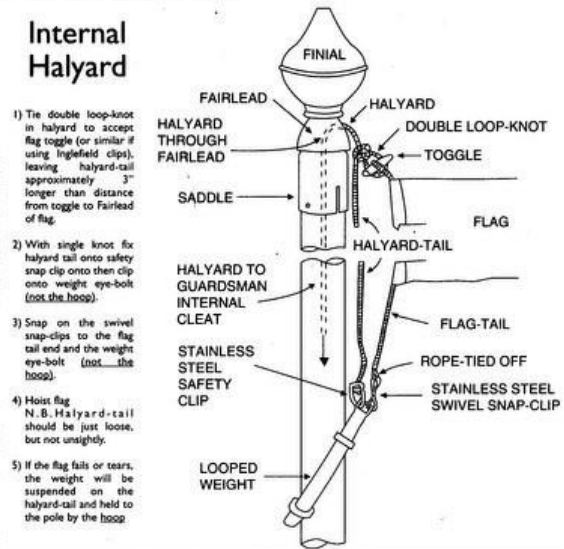 Internal
Halyard
1) Tie double loop-knot
in halyard to accept
flag toggle (or similar if
using Inglefield clips),
leaving halyard-tail
approximately 3"
longer than distance
from toggle to Fairlead
of flag.
2) With single knot fix
halyard tail onto safety
snap clip onto then clip
onto weight eye-bolt
(not the hoop).
3) Snap on the swivel
snap-clips to the flag
tail end and the weight
eye-bolt (not the
hoop).
4) Hoist flag
N.B. Halyard-tail
should be just loose,
but not unsightly.
5) If the flag fails or tears,
the weight will be
suspended on the
halyard-tail and held to
the pole by the hoop
FINIAL
FAIRLEAD
HALYARD
HALYARD
THROUGH
FAIRLEAD
DOUBLE LOOP-KNOT
TOGGLE
SADDLE
FLAG
HALYARD-TAIL
HALYARD TO
GUARDSMAN
INTERNAL
CLEAT
FLAG-TAIL
STAINLESS
STEEL
SAFETY
CLIP
ROPE-TIED OFF
STAINLESS STEEL
SWIVEL SNAP-CLIP
LOOPED
WEIGHT